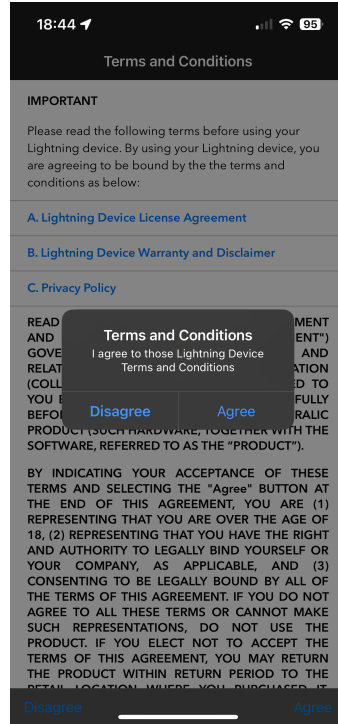 18:44
95
Terms and Conditions
IMPORTANT
Please read the following terms before using your
Lightning device. By using your Lightning device, you
are agreeing to be bound by the the terms and
conditions as below:
A. Lightning Device License Agreement
B. Lightning Device Warranty and Disclaimer
C. Privacy Policy
READ MENT
AND ENT")
GOVE AND
RELAT ATION
(COLL ED TO
YOU B FULLY
BEFO RALIC
PRODUCT (SUCH HARDWARE, TOGETHER WITH THE
SOFTWARE, REFERRED TO AS THE “PRODUCT”).
Terms and Conditions
I agree to those Lightning Device
Terms and Conditions
Disagree Agree
BY INDICATING YOUR ACCEPTANCE OF THESE
TERMS AND SELECTING THE "Agree" BUTTON AT
THE END OF THIS AGREEMENT, YOU ARE (1)
REPRESENTING THAT YOU ARE OVER THE AGE OF
18, (2) REPRESENTING THAT YOU HAVE THE RIGHT
AND AUTHORITY TO LEGALLY BIND YOURSELF OR
YOUR COMPANY, AS APPLICABLE, AND (3)
CONSENTING TO BE LEGALLY BOUND BY ALL OF
THE TERMS OF THIS AGREEMENT. IF YOU DO NOT
AGREE TO ALL THESE TERMS OR CANNOT MAKE
SUCH REPRESENTATIONS, DO NOT USE THE
PRODUCT. IF YOU ELECT NOT TO ACCEPT THE
TERMS OF THIS AGREEMENT, YOU MAY RETURN
THE PRODUCT WITHIN RETURN PERIOD TO THE
RETAIL LOCATION WHERE YOU PURCHASED IT.
Disagree Agree